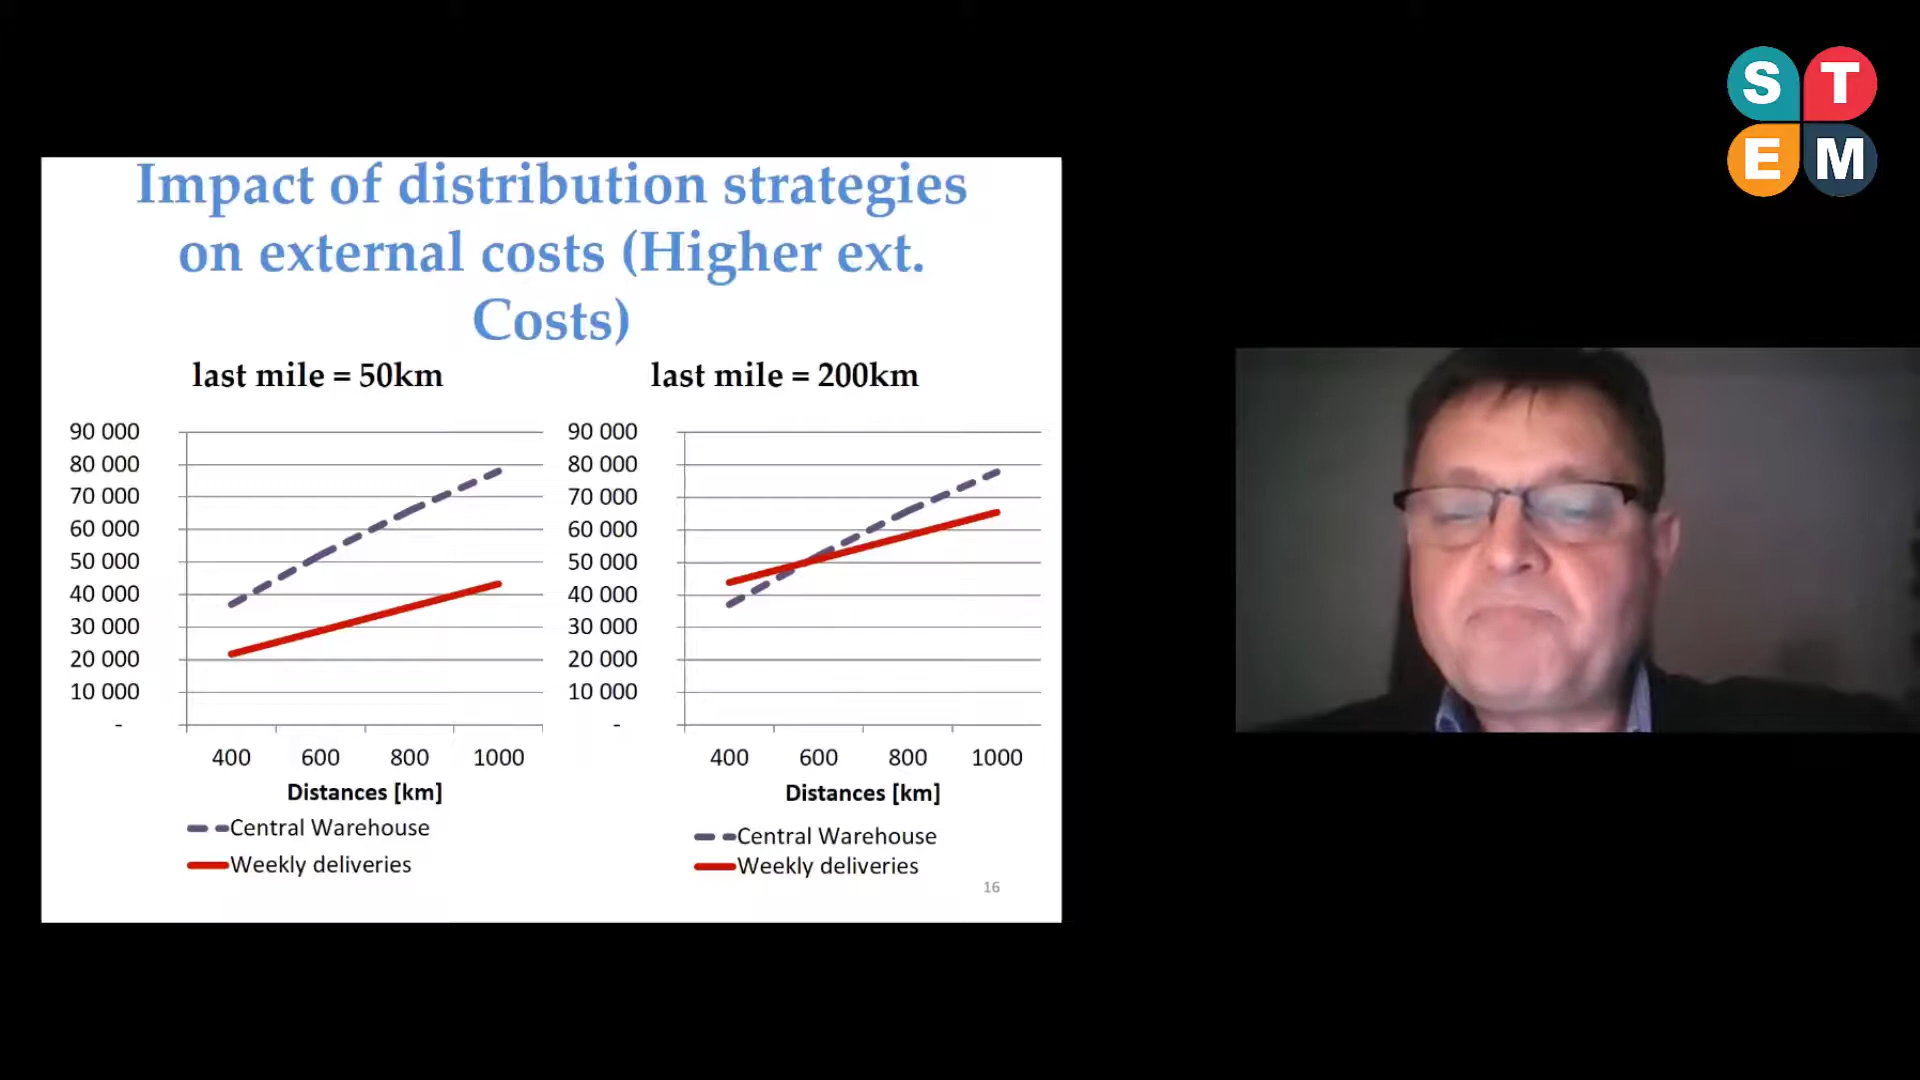 S T
E M
Impact of distribution strategies
on external costs (Higher ext.
Costs)
last mile = 50km
90 000
80 000
70 000
60 000
50 000
40 000
30 000
20 000
10 000
-
400 600 800 1000
Distances [km]
Central Warehouse
Weekly deliveries
last mile = 200km
90 000
80 000
70 000
60 000
50 000
40 000
30 000
20 000
10 000
-
400 600 800 1000
Distances [km]
Central Warehouse
Weekly deliveries
16